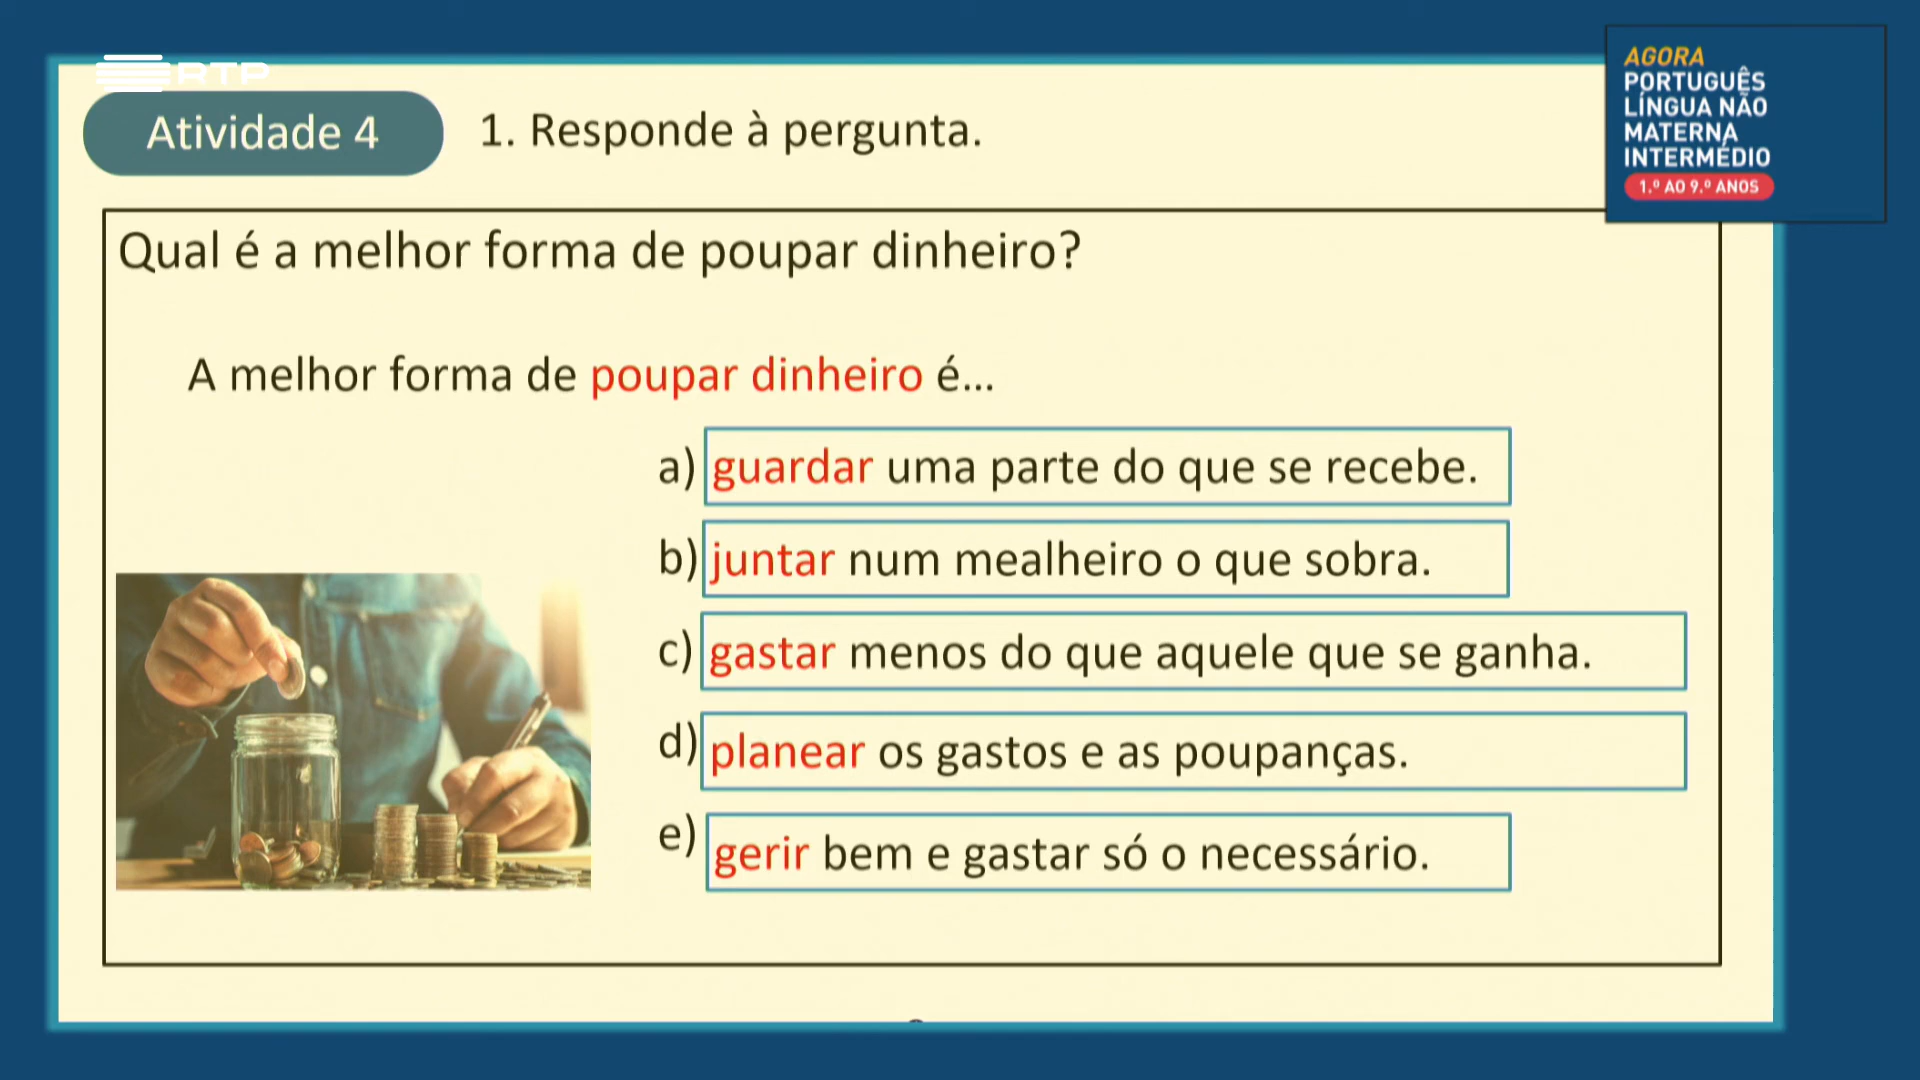 RTP
Atividade 4
1. Responde à pergunta.
AGORA
PORTUGUÊS
LÍNGUA NÃO
MATERNA
INTERMÉDIO
1.º AO 9.º ANOS
Qual é a melhor forma de poupar dinheiro?
A melhor forma de poupar dinheiro é...
a) guardar uma parte do que se recebe.
b) juntar num mealheiro o que sobra.
c) gastar menos do que aquele que se ganha.
d) planear os gastos e as poupanças.
e) gerir bem e gastar só o necessário.